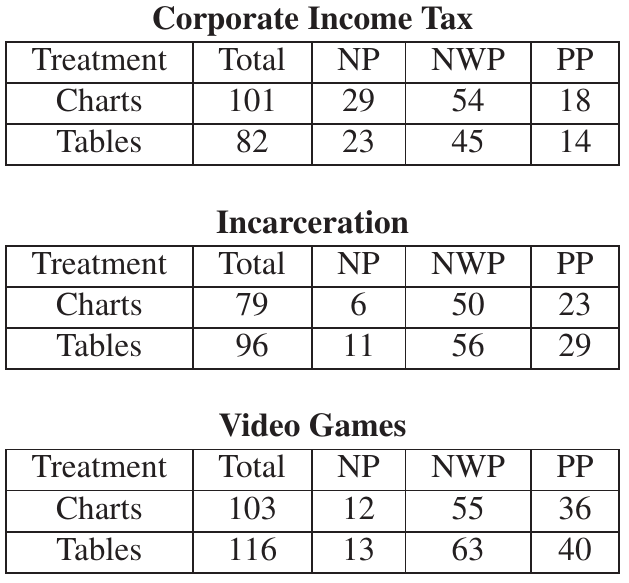 Corporate Income Tax
Treatment Total NP NWP PP
Charts 101 29 54 18
Tables 82 23 45 14
Incarceration
Treatment Total NP NWP PP
Charts 79 6 50 23
Tables 96 11 56 29
Video Games
Treatment Total NP NWP PP
Charts 103 12 55 36
Tables 116 13 63 40